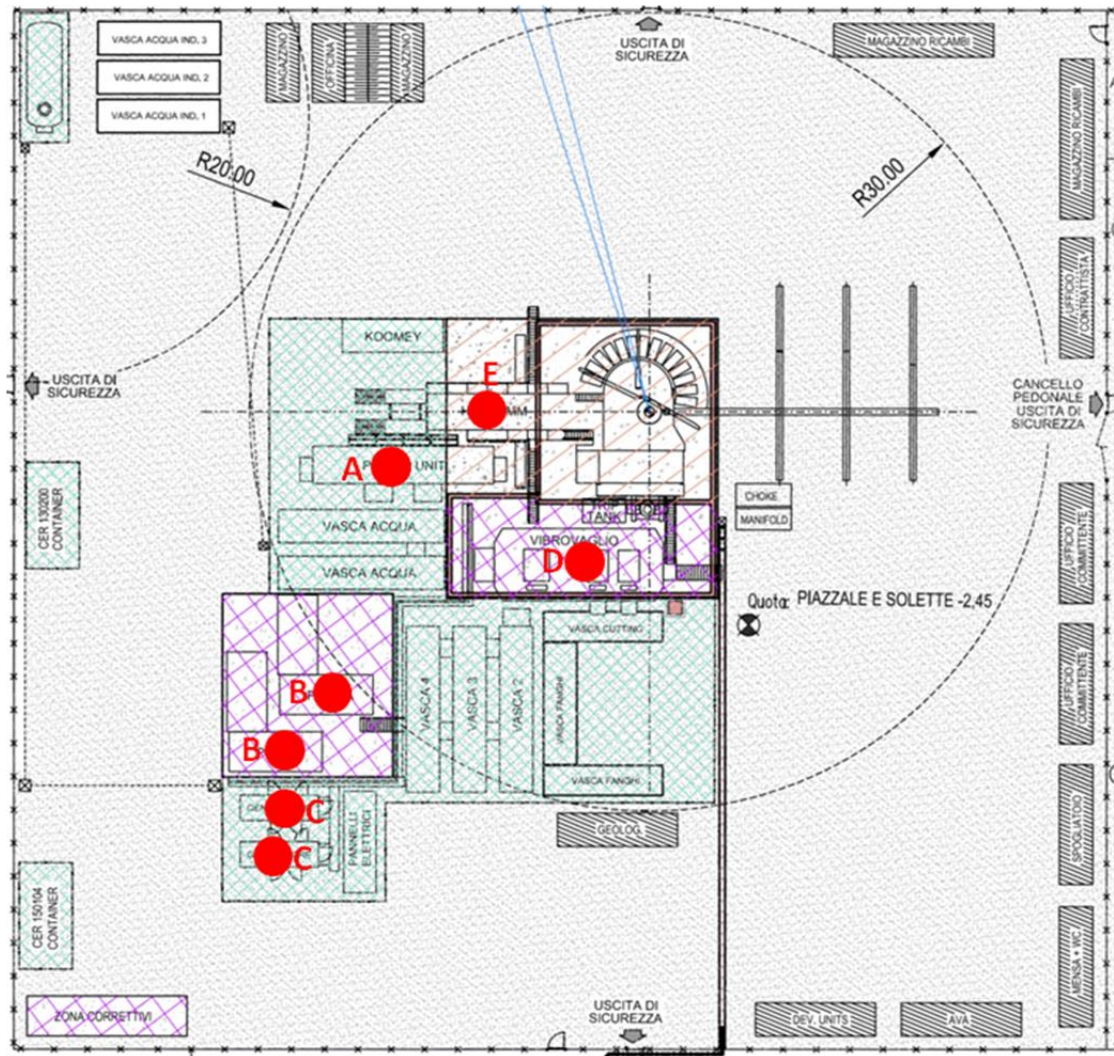 VASCA ACQUA IND. 3
VASCA ACQUA IND. 2
VASCA ACQUA IND. 1
MAGAZZINO
OFFICINA
MAGAZZINO
USCITA DI
SICUREZZA
MAGAZZINO RICAMBI
MAGAZZINO RICAMBI
R20.00
R30.00
UFFICIO
CONTRATTISTA
KOOMEY
USCITA DI
SICUREZZA
E
MM
CANCELLO
PEDONALE
USCITA DI
SICUREZZA
A
UNIT
CER 130200
CONTAINER
VASCA ACQUA
VASCA ACQUA
CHOKE
MANIFOLD
TANK
VIBROVAGLIO
D
UFFICIO
COMMITTENTE
Quota: PIAZZALE E SOLETTE -2,45
VASCA CUTTING
VASCA 4
VASCA 3
VASCA 2
VASCA FANGHI
VASCA FANGHI
B
B
UFFICIO
COMMITTENTE
C
C
PANNELLI
ELETTRICI
GEOLOG.
SPOGLIATOIO
CER 150104
CONTAINER
MENSA + WC
ZONA CORRETTIVI
USCITA DI
SICUREZZA
DEV. UNITS
AVA